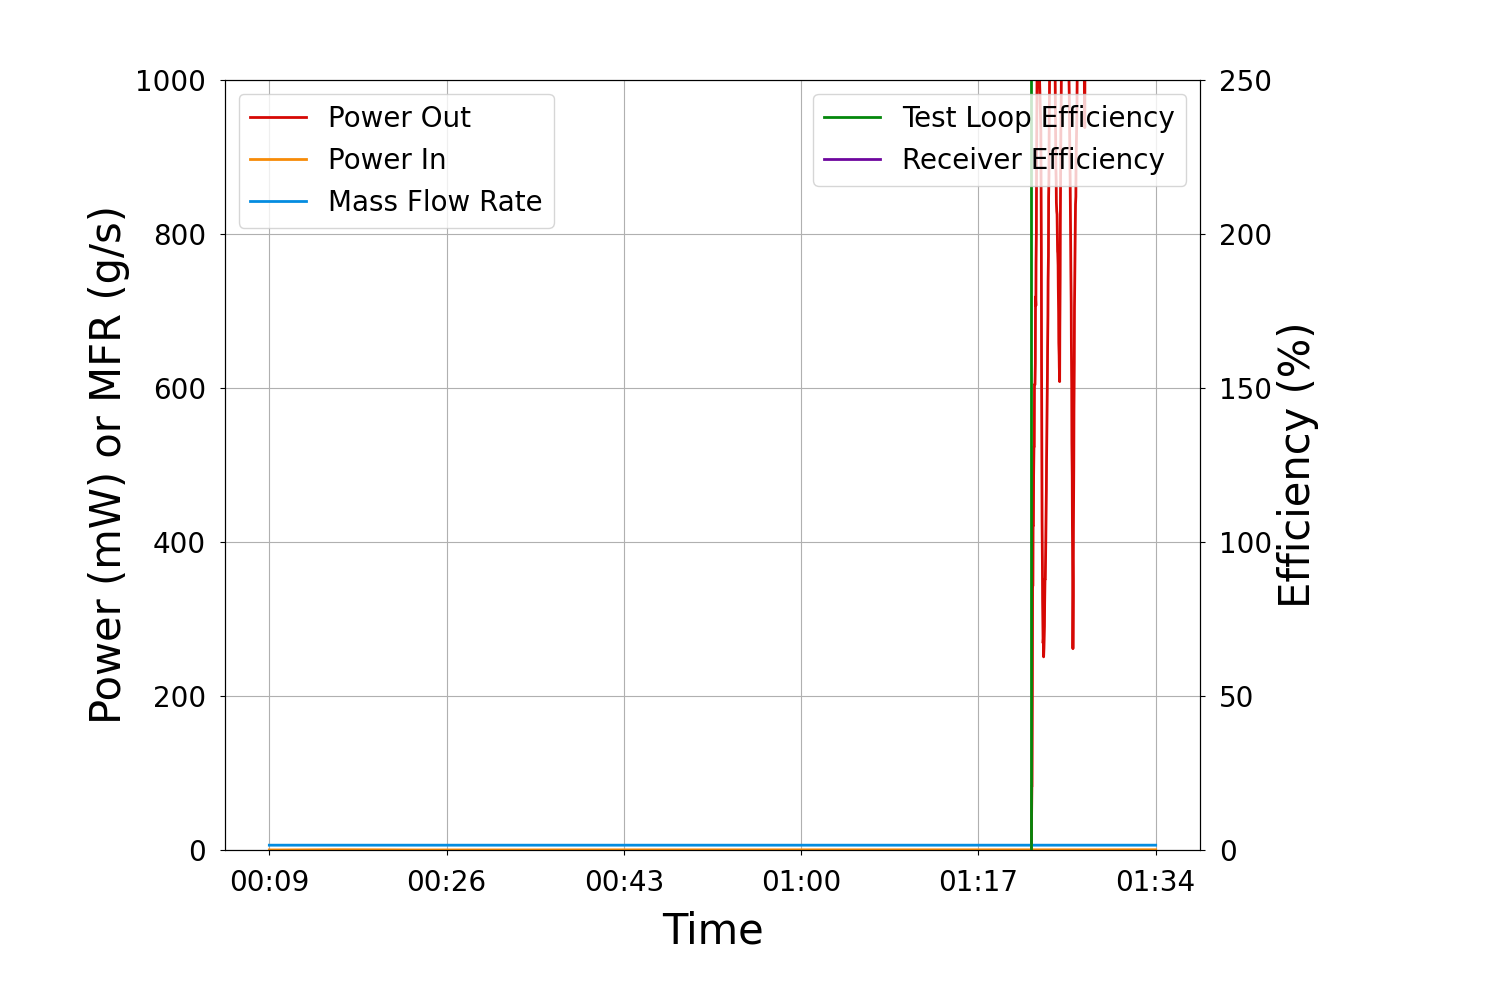 1000
800
600
400
200
0
Power (mW) or MFR (g/s)
Power Out
Power In
Mass Flow Rate
Test Loop Efficiency
Receiver Efficiency
250
200
150
100
50
0
Efficiency (%)
00:09 00:26 00:43 01:00 01:17 01:34
Time